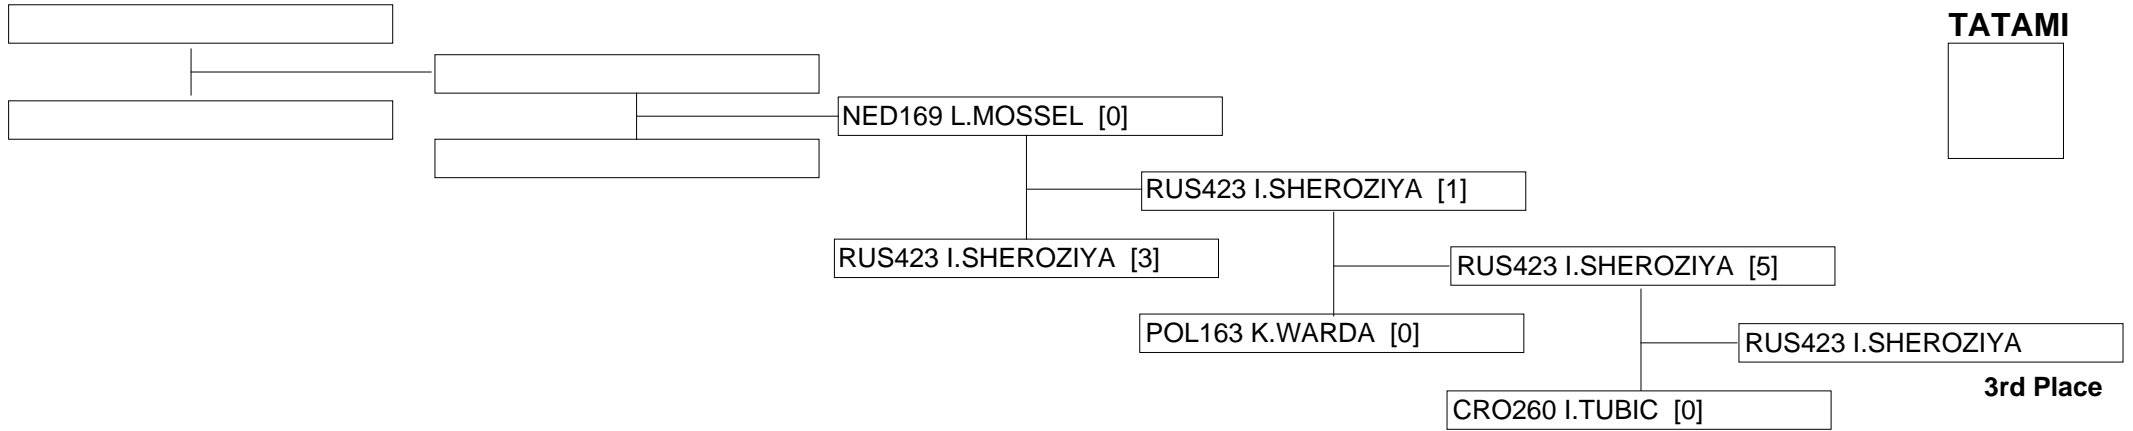 TATAMI
NED169 L.MOSSEL [0]
RUS423 I.SHEROZIYA [1]
RUS423 I.SHEROZIYA [3]
RUS423 I.SHEROZIYA [5]
POL163 K.WARDA [0]
RUS423 I.SHEROZIYA
3rd Place
CRO260 I.TUBIC [0]